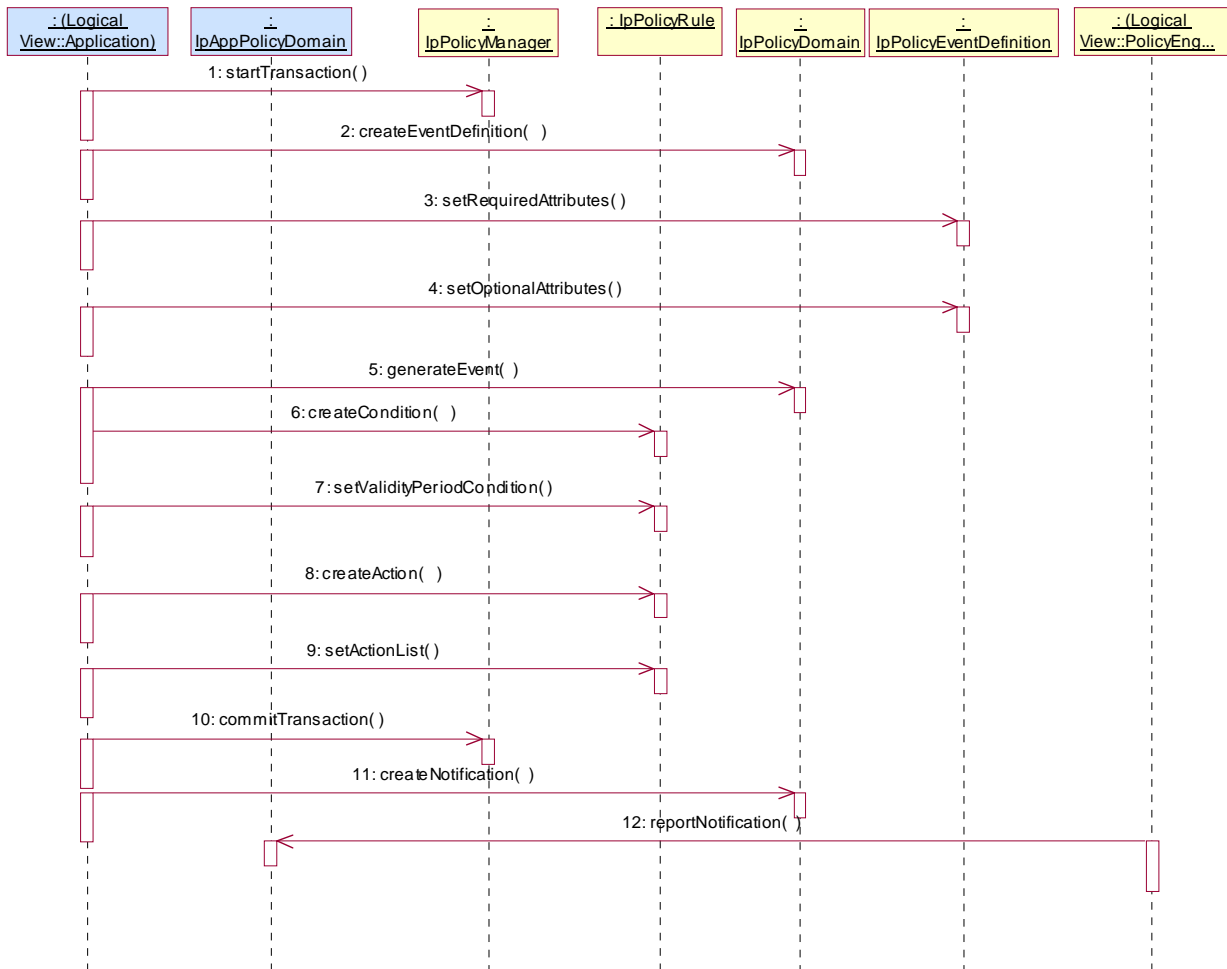 : (Logical
View::Application)
:
IpAppPolicyDomain
:
IpPolicyManager
: IpPolicyRule
:
IpPolicyDomain
:
IpPolicyEventDefinition
: (Logical
View::PolicyEng...
1: startTransaction( )
2: createEventDefinition(  )
3: setRequiredAttributes( )
4: setOptionalAttributes( )
5: generateEvent( )
6: createCondition(  )
7: setValidityPeriodCondition( )
8: createAction(  )
9: setActionList( )
10: commitTransaction( )
11: createNotification(  )
12: reportNotification(  )